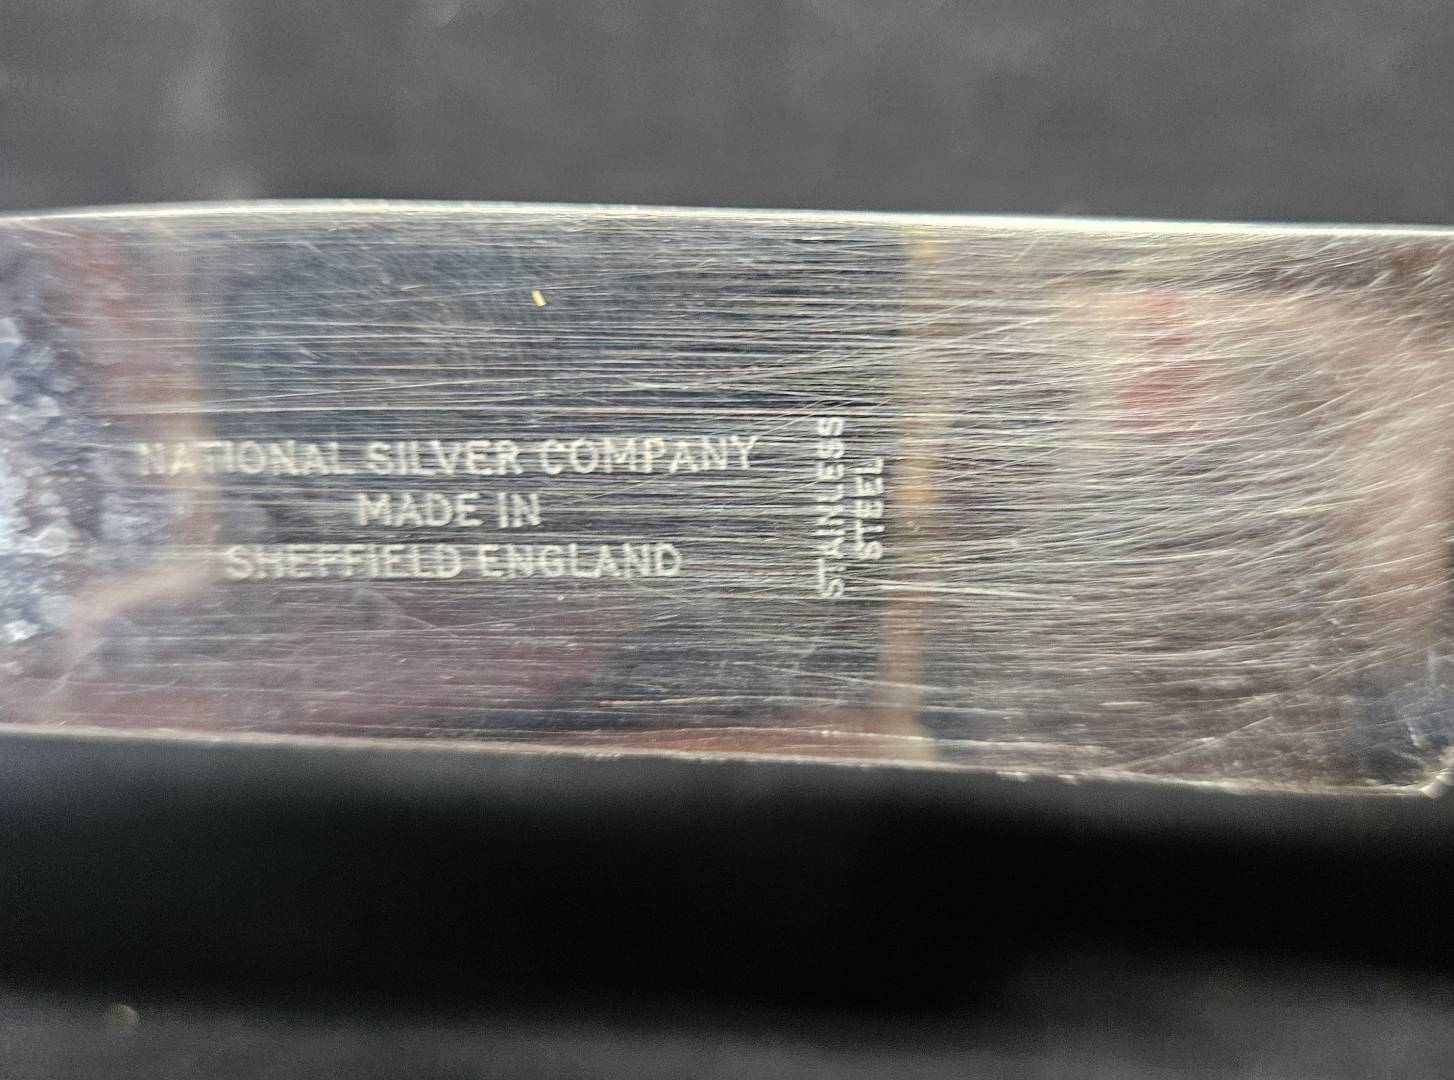 NATIONAL SILVER COMPANY
MADE IN
SHEFFIELD ENGLAND
STAINLESS
STEEL